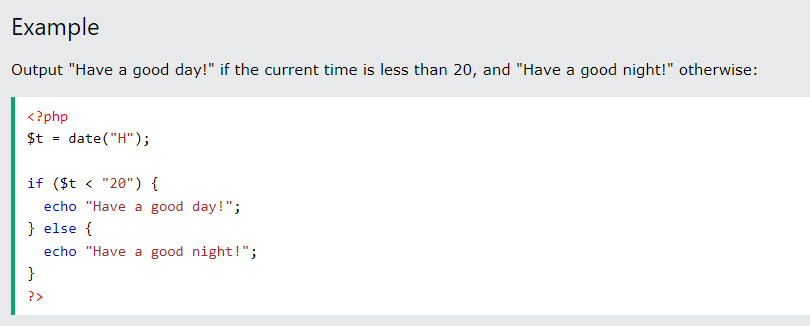 Example
Output "Have a good day!" if the current time is less than 20, and "Have a good night!" otherwise:
<?php
$t = date("H");
if ($t < "20") {
  echo "Have a good day!";
} else {
  echo "Have a good night!";
}
?>